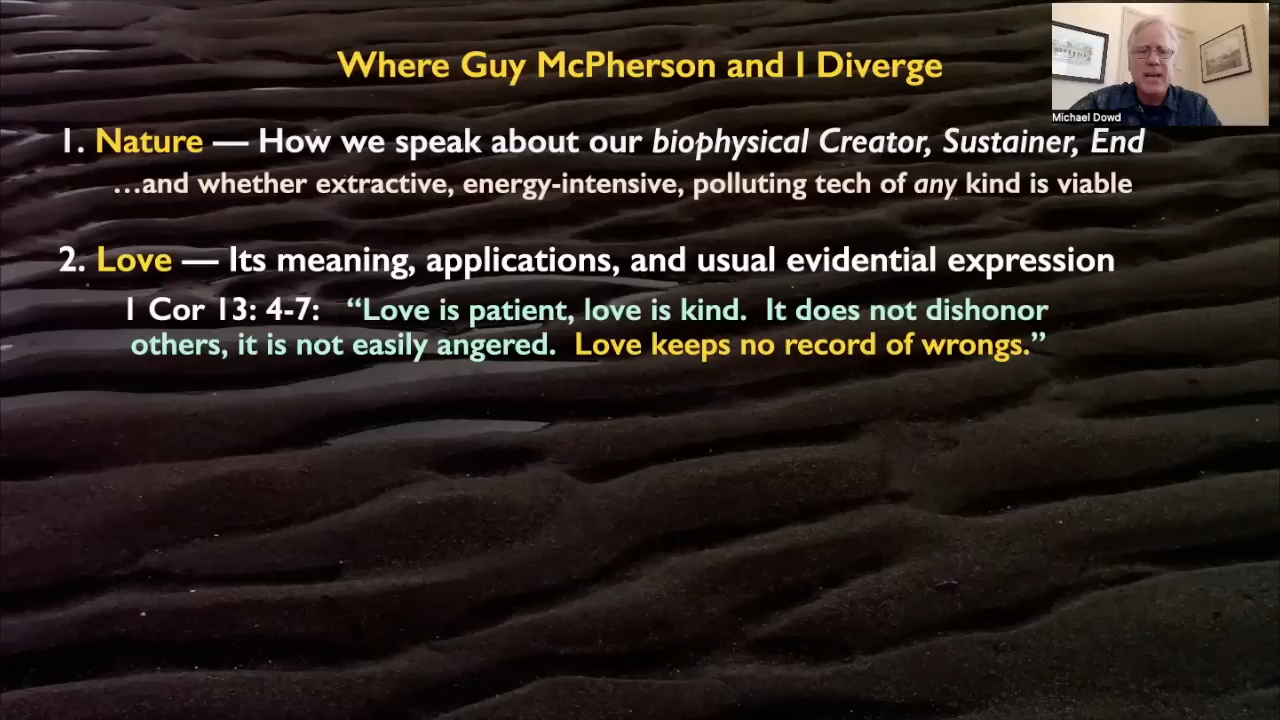 Where Guy McPherson and I Diverge
Michael Dowd
1. Nature — How we speak about our biophysical Creator, Sustainer, End
…and whether extractive, energy-intensive, polluting tech of any kind is viable
2. Love — Its meaning, applications, and usual evidential expression
1 Cor 13: 4-7: “Love is patient, love is kind. It does not dishonor
others, it is not easily angered. Love keeps no record of wrongs.”